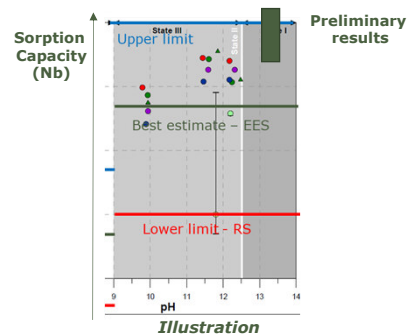 Sorption
Capacity
(Nb)
Preliminary
results
State III
State II
I
Upper limit
Best estimate – EES
Lower limit - RS
9 10 11 12 13 14
pH
Illustration